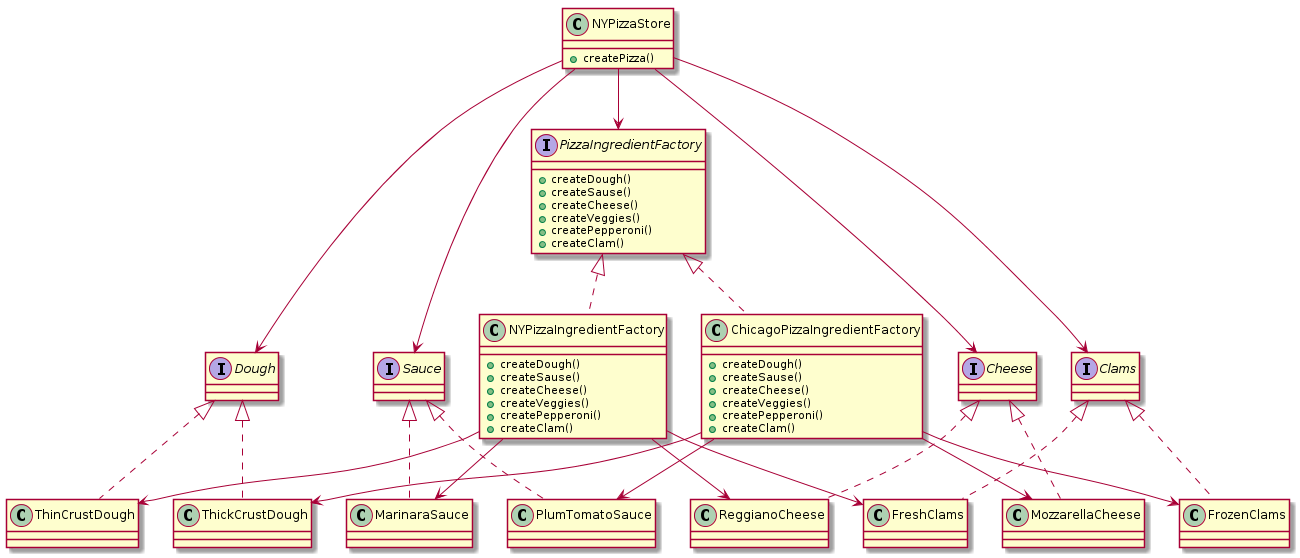 C NYPizzaStore
createPizza()
I PizzaIngredientFactory
createDough()
createSause()
createCheese()
createVeggies()
createPepperoni()
createClam()
C NYPizzaIngredientFactory
createDough()
createSause()
createCheese()
createVeggies()
createPepperoni()
createClam()
C ChicagoPizzaIngredientFactory
createDough()
createSause()
createCheese()
createVeggies()
createPepperoni()
createClam()
I Dough
I Sauce
I Cheese
I Clams
C ThinCrustDough
C ThickCrustDough
C MarinaraSauce
C PlumTomatoSauce
C ReggianoCheese
C FreshClams
C MozzarellaCheese
C FrozenClams